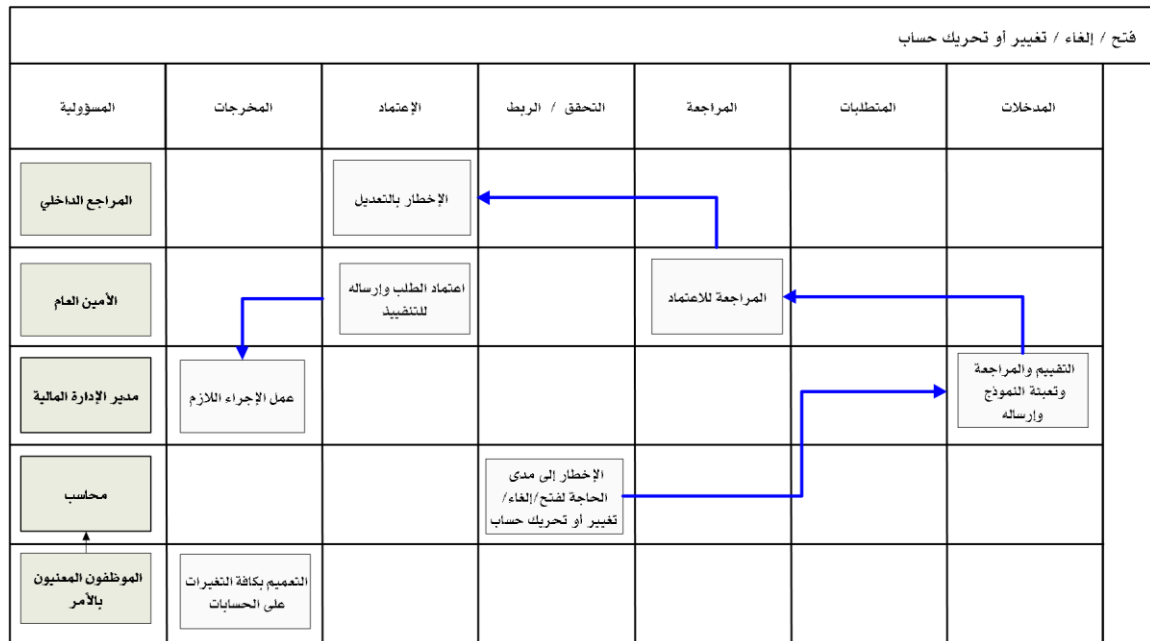 فتح / إلغاء / تغيير أو تحريك حساب
المدخلات
المتطلبات
المراجعة
التحقق / الربط
الإعتماد
المخرجات
المسؤولية
الإخطار بالتعديل
المراجع الداخلي
المراجعة للاعتماد
اعتماد الطلب وإرساله
للتنفييذ
الأمين العام
التقييم والمراجعة
وتعبئة النموذج
وإرساله
عمل الإجراء اللازم
مدير الإدارة المالية
الإخطار إلى مدى
الحاجة لفتح/إلغاء/
تغيير أو تحريك حساب
محاسب
التعميم بكافة التغيرات
على الحسابات
الموظفون المعنيون
بالأمر